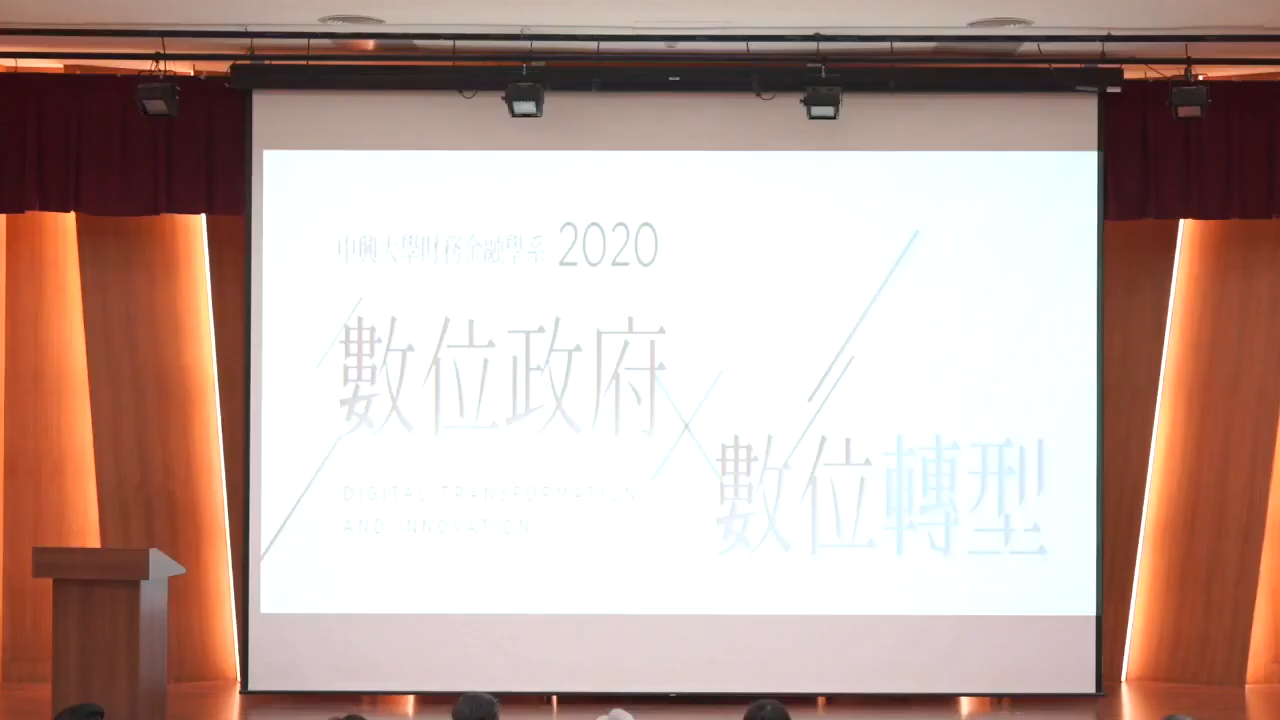 中興大學財務金融學系 2020
數位政府
×
數位轉型
DIGITAL TRANSFORMATION
AND INNOVATION